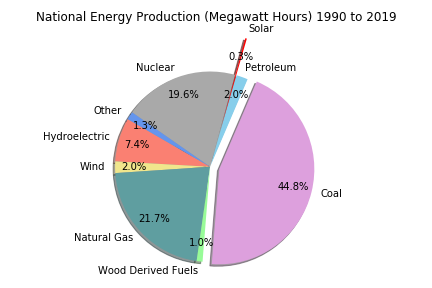 National Energy Production (Megawatt Hours) 1990 to 2019
Solar
0.3%
Nuclear
Petroleum
19.6%
2.0%
Other
1.3%
Hydroelectric
7.4%
Wind
2.0%
44.8%
Coal
21.7%
Natural Gas
1.0%
Wood Derived Fuels